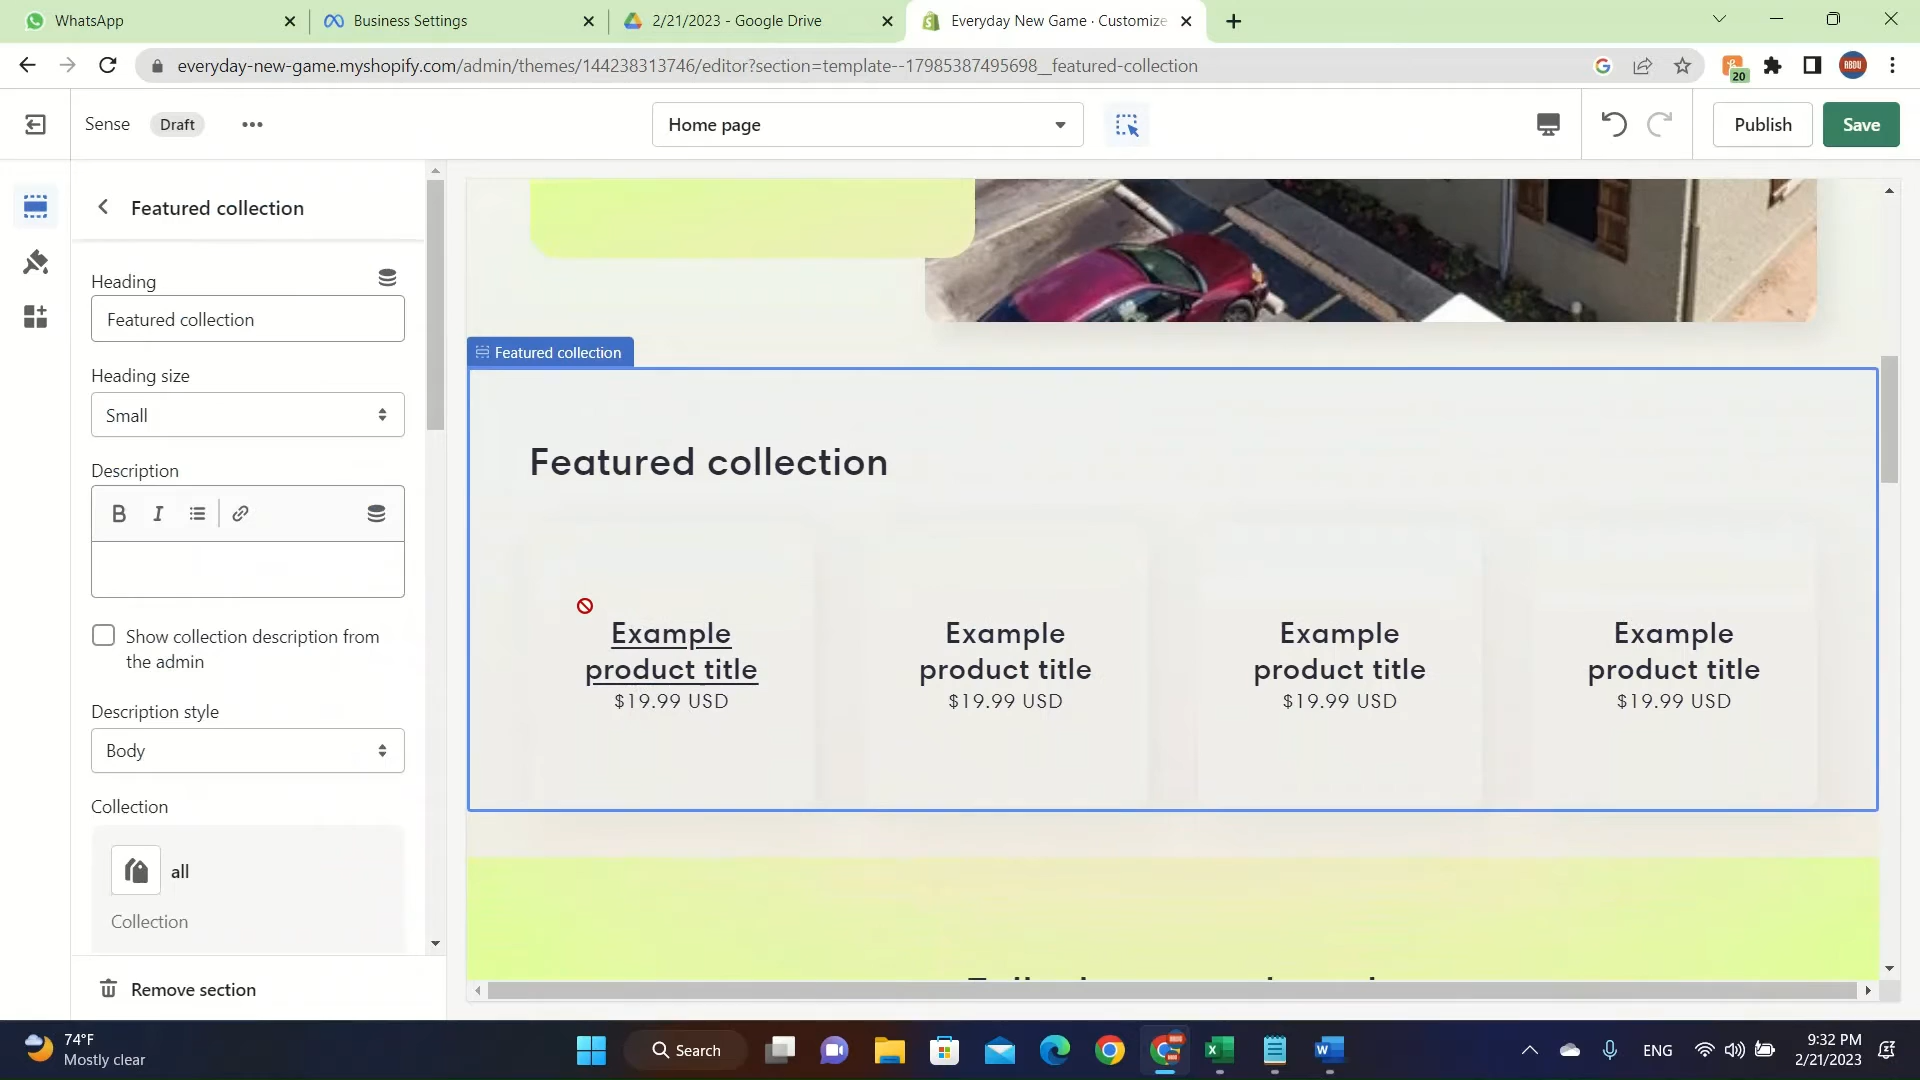 WhatsApp
Business Settings
2/21/2023 - Google Drive
Everyday New Game · Customize
everyday-new-game.myshopify.com/admin/themes/144238313746/editor?section=template--17985387495698__featured-collection
20
ABDU
Sense
Draft
Home page
Publish
Save
Featured collection
Heading
Featured collection
Heading size
Small
Description
B I
Show collection description from
the admin
Description style
Body
Collection
all
Collection
Remove section
Featured collection
Featured collection
Example
product title
$19.99 USD
Example
product title
$19.99 USD
Example
product title
$19.99 USD
Example
product title
$19.99 USD
74°F
Mostly clear
Search
ENG
9:32 PM
2/21/2023